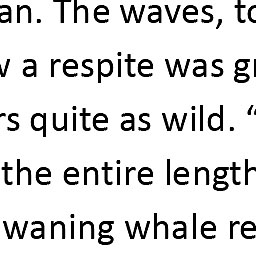 an. The waves, to
w a respite was gr
rs quite as wild. “
the entire length
waning whale re